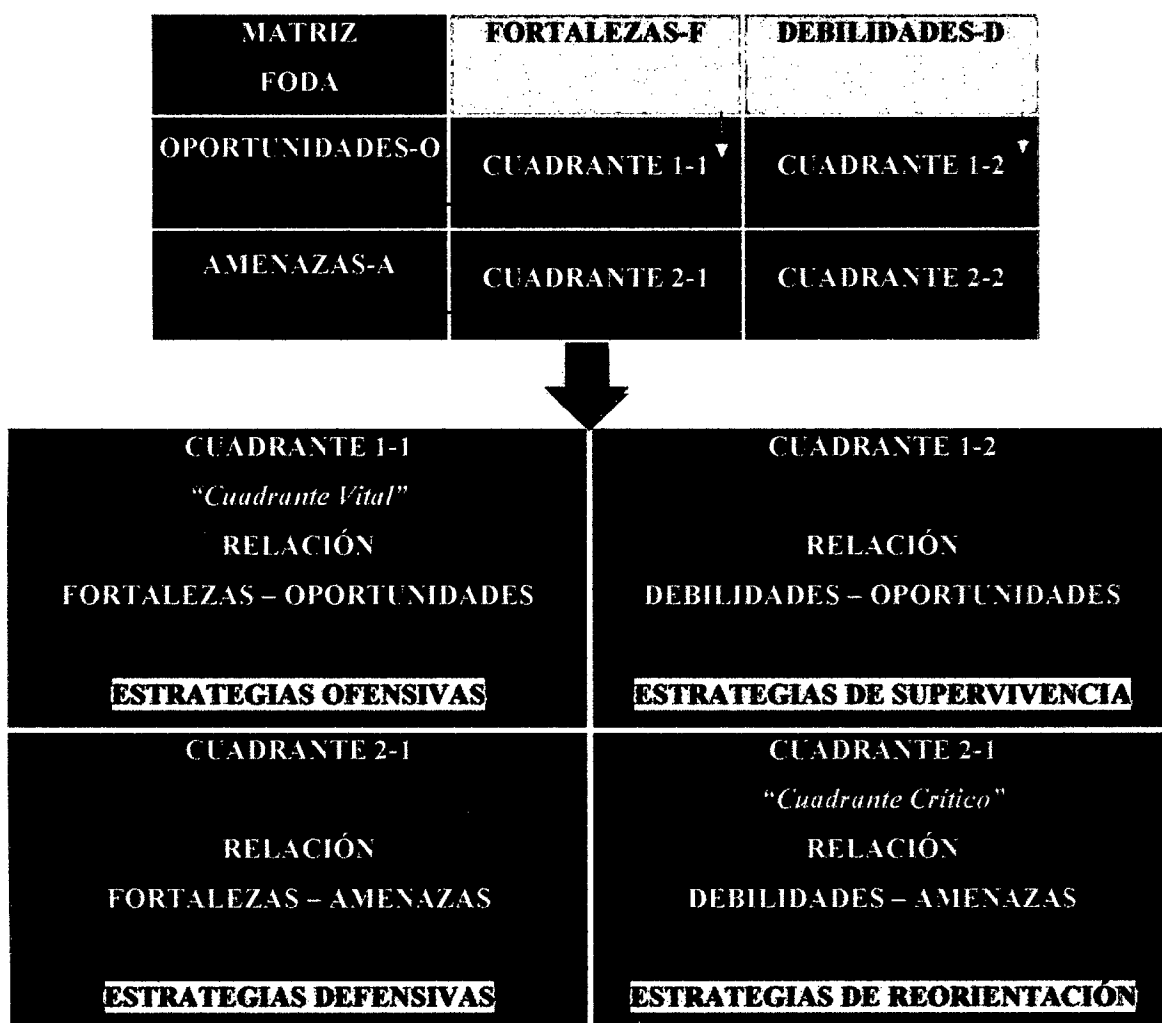 MATRIZ
FODA
FORTALEZAS-F
DEBILIDADES-D
OPORTUNIDADES-O
CUADRANTE 1-1
CUADRANTE 1-2
AMENAZAS-A
CUADRANTE 2-1
CUADRANTE 2-2
CUADRANTE 1-1
“Cuadrante Vital”
RELACIÓN
FORTALEZAS – OPORTUNIDADES
ESTRATEGIAS OFENSIVAS
CUADRANTE 1-2
RELACIÓN
DEBILIDADES – OPORTUNIDADES
ESTRATEGIAS DE SUPERVIVENCIA
CUADRANTE 2-1
RELACIÓN
FORTALEZAS – AMENAZAS
ESTRATEGIAS DEFENSIVAS
CUADRANTE 2-1
“Cuadrante Crítico”
RELACIÓN
DEBILIDADES – AMENAZAS
ESTRATEGIAS DE REORIENTACIÓN